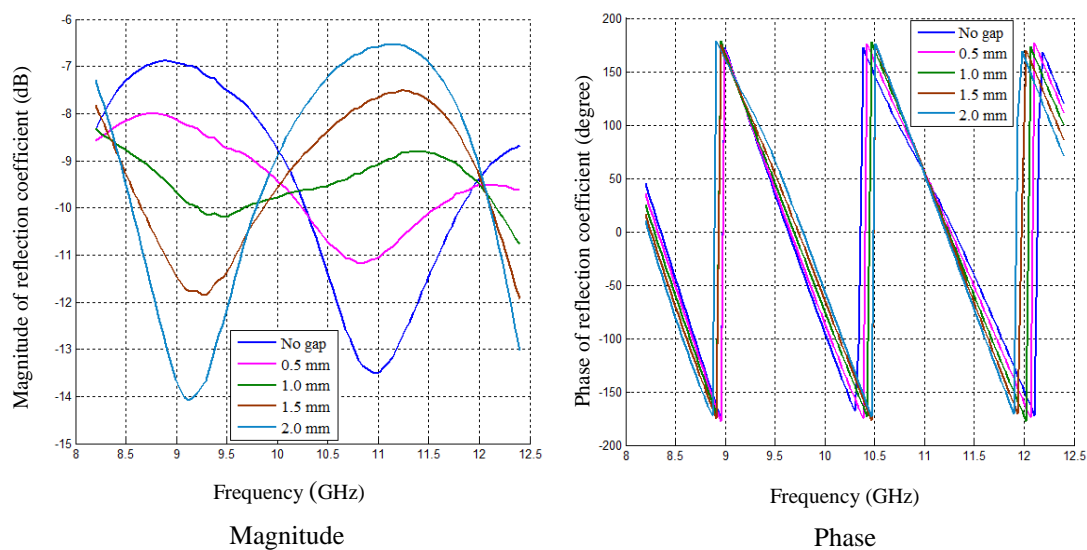 Magnitude of reflection coefficient (dB)
-6
-7
-8
-9
-10
-11
-12
-13
-14
-15
8
8.5
9
9.5
10
10.5
11
11.5
12
12.5
No gap
0.5 mm
1.0 mm
1.5 mm
2.0 mm
Frequency (GHz)
Magnitude
Phase of reflection coefficient (degree)
200
150
100
50
0
-50
-100
-150
-200
8
8.5
9
9.5
10
10.5
11
11.5
12
12.5
No gap
0.5 mm
1.0 mm
1.5 mm
2.0 mm
Frequency (GHz)
Phase